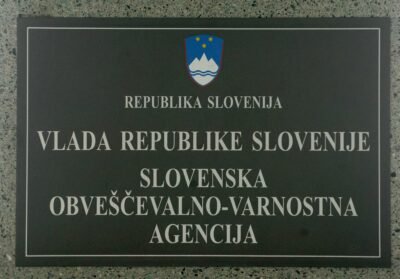 REPUBLIKA SLOVENIJA
VLADA REPUBLIKE SLOVENIJE
SLOVENSKA
OBVEŠČEVALNO-VARNOSTNA
AGENCIJA